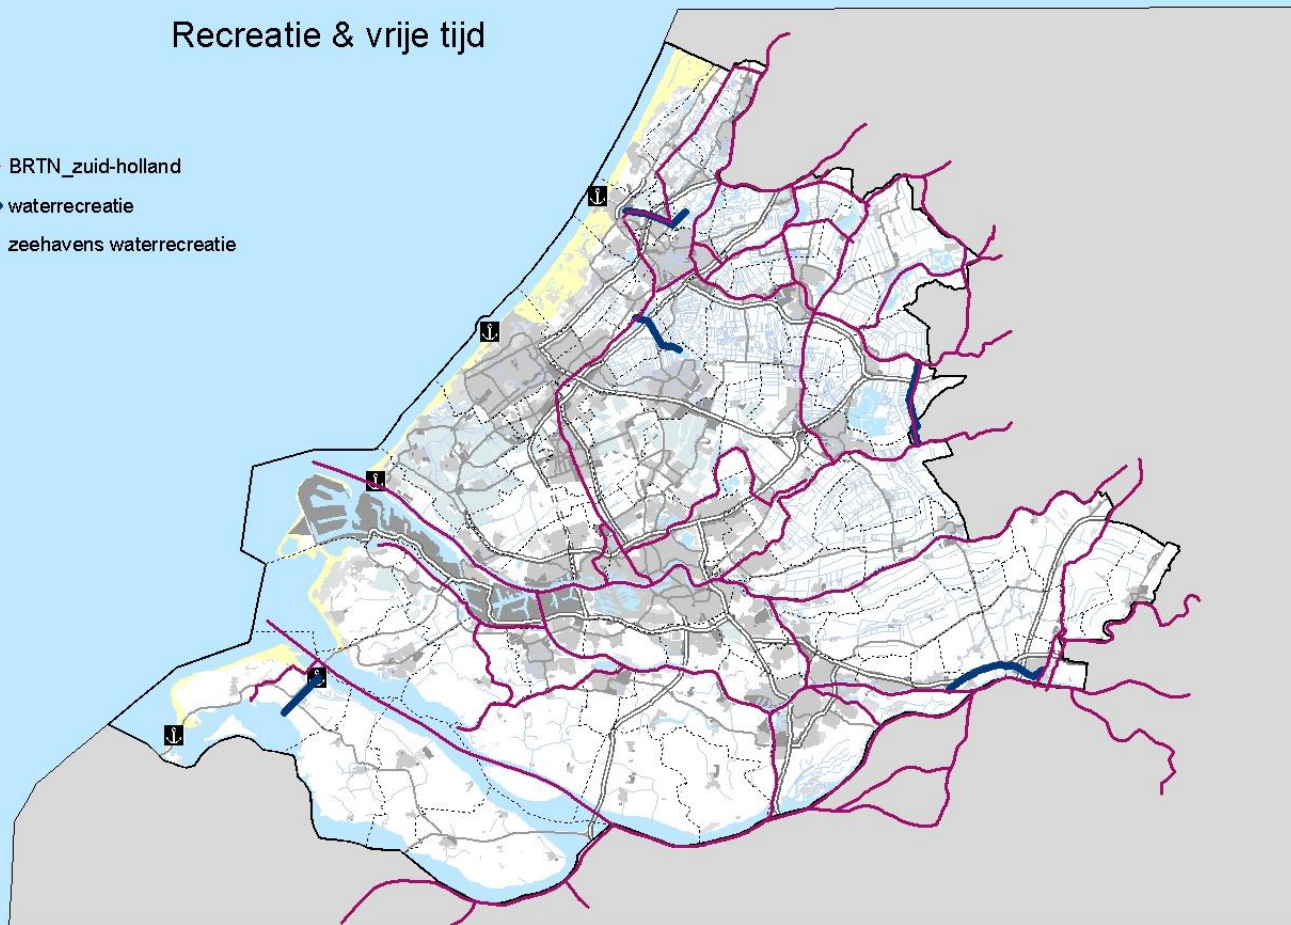 Recreatie & vrije tijd
BRTN_zuid-holland
waterrecreatie
zeehavens waterrecreatie